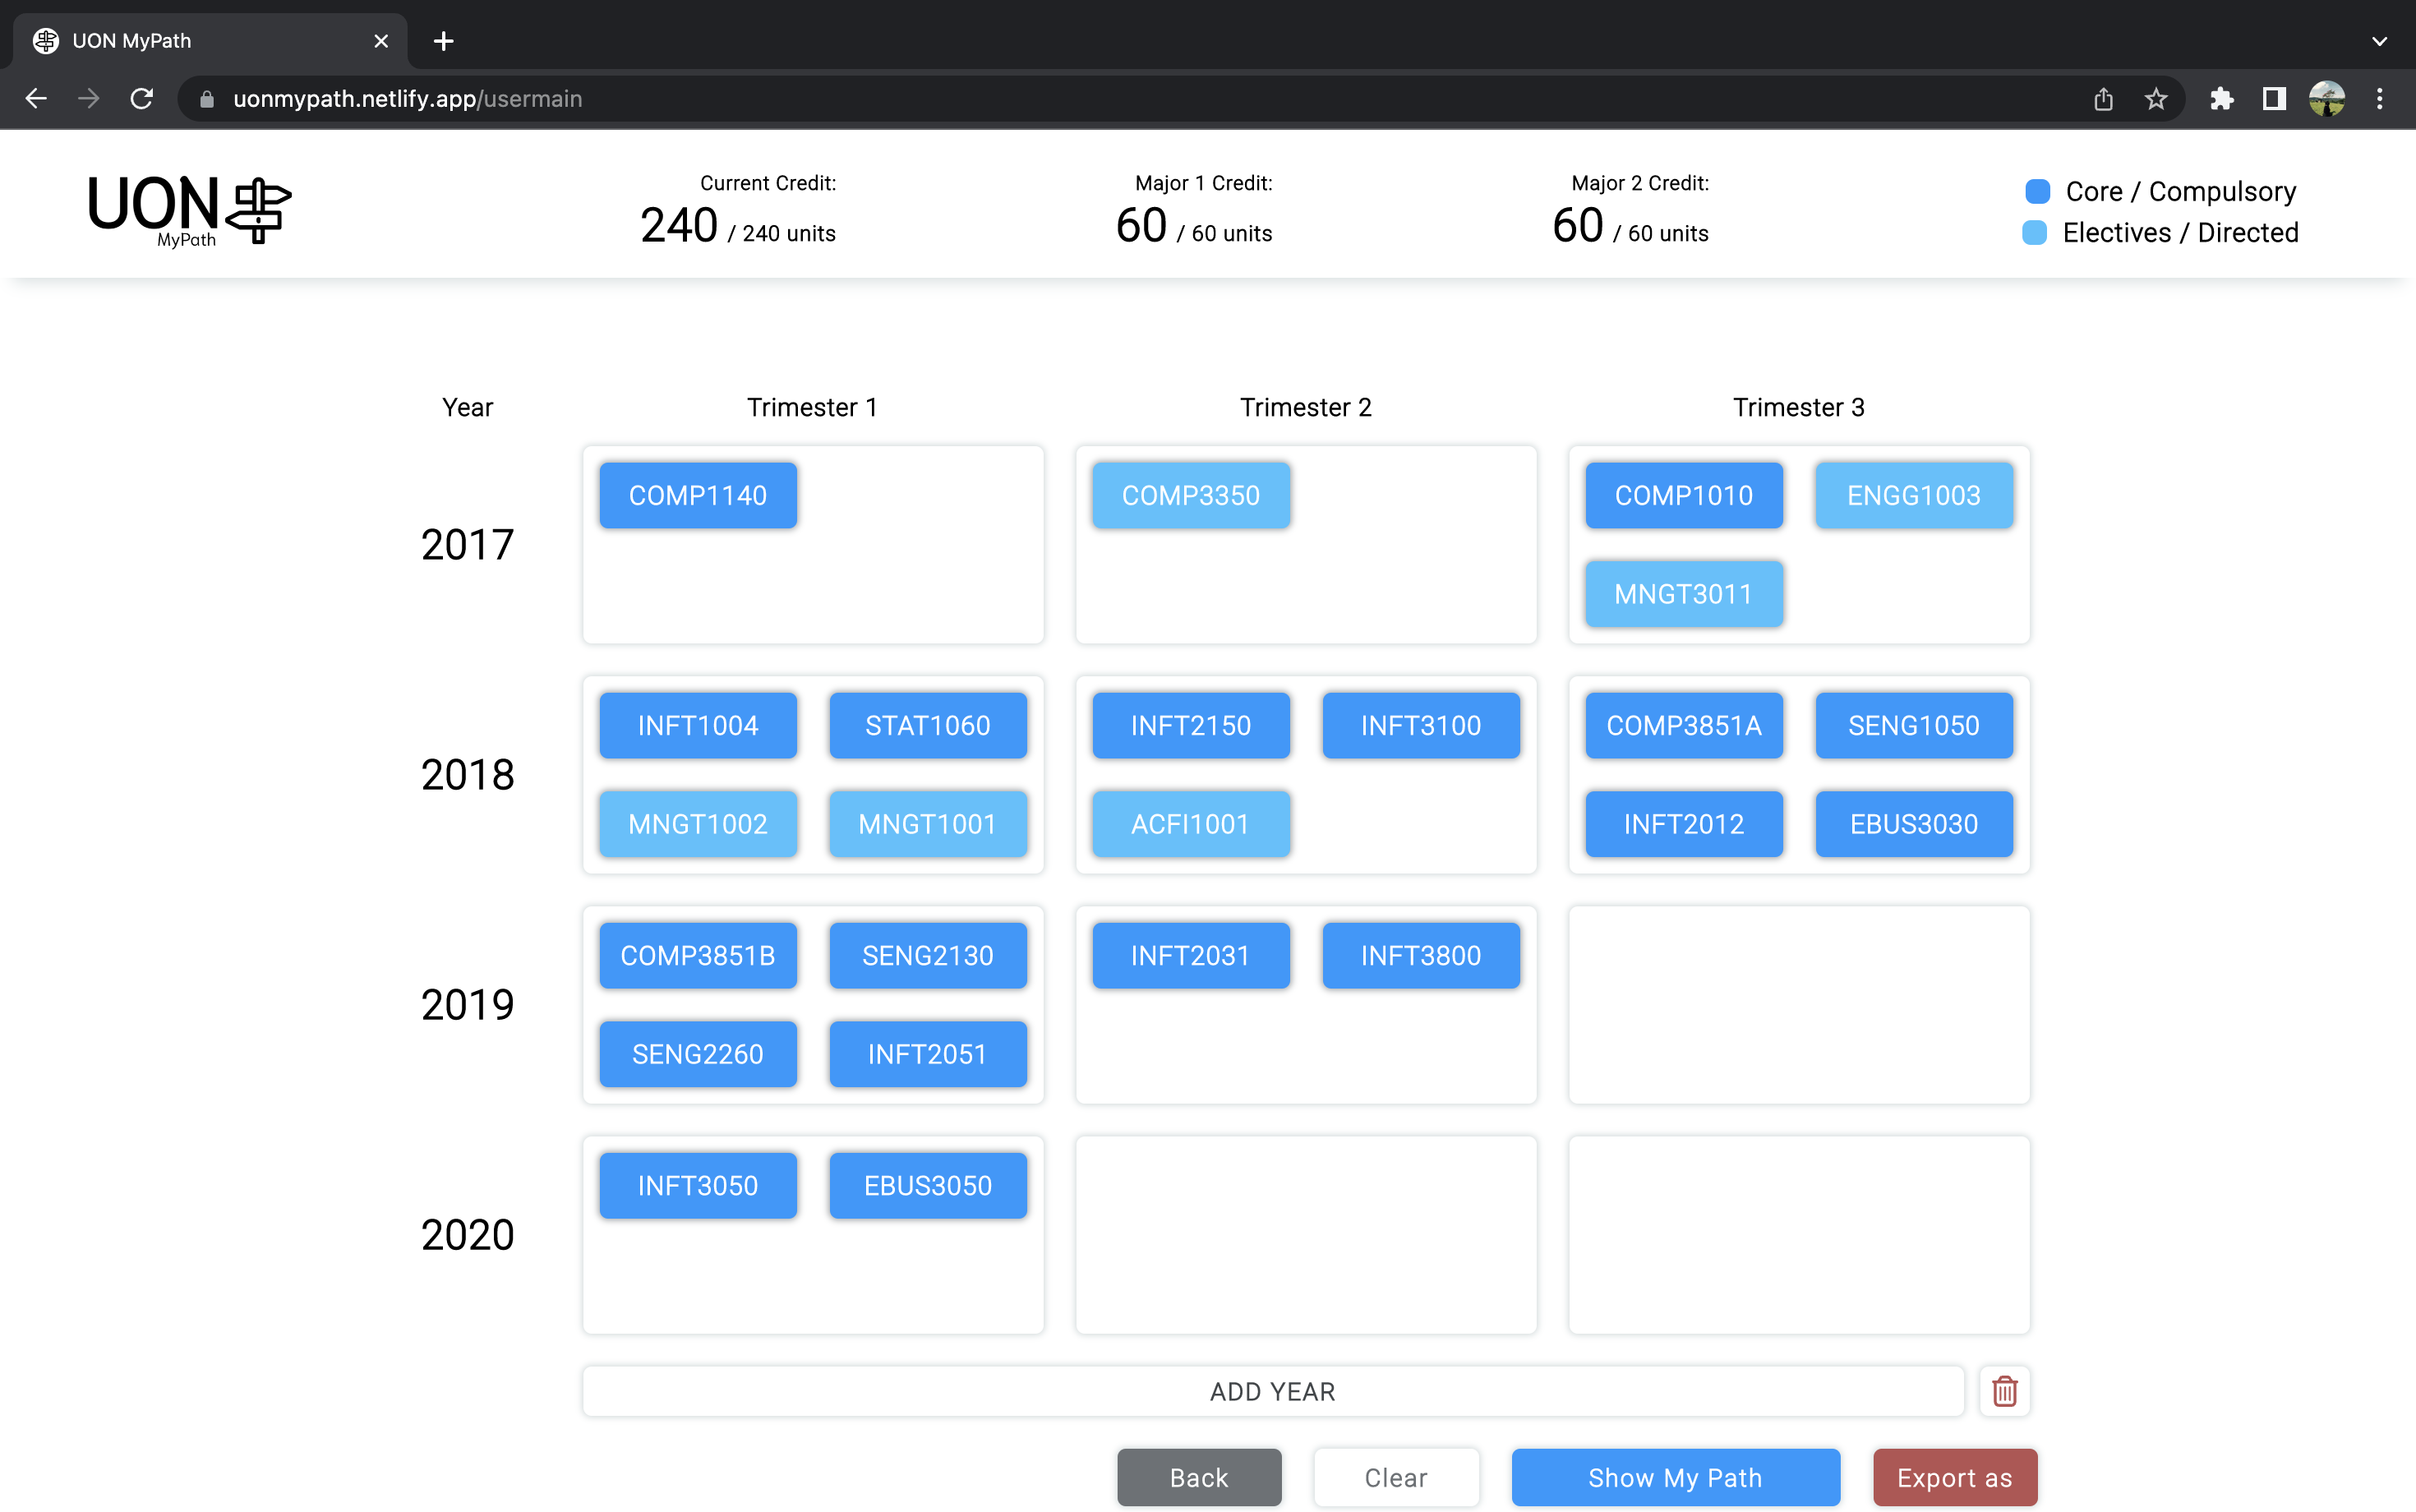 UON MyPath
uonmypath.netlify.app/usermain
UON
MyPath
Current Credit:
240 / 240 units
Major 1 Credit:
60 / 60 units
Major 2 Credit:
60 / 60 units
Core / Compulsory
Electives / Directed
Year Trimester 1 Trimester 2 Trimester 3
2017
COMP1140 COMP3350 COMP1010 ENGG1003
MNGT3011
2018
INFT1004 STAT1060 INFT2150 INFT3100 COMP3851A SENG1050
MNGT1002 MNGT1001 ACFI1001 INFT2012 EBUS3030
2019
COMP3851B SENG2130 INFT2031 INFT3800
SENG2260 INFT2051
2020
INFT3050 EBUS3050
ADD YEAR
Back Clear Show My Path Export as